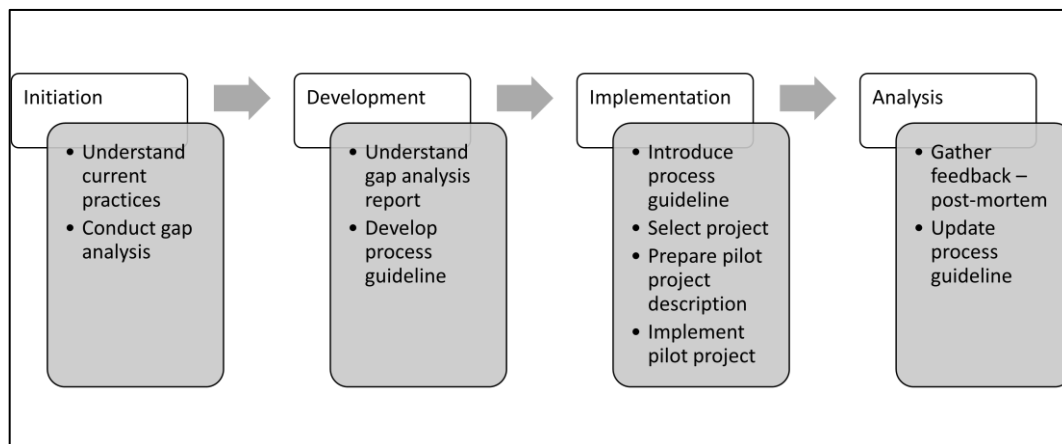 Initiation
• Understand
current
practices
• Conduct gap
analysis
Development
• Understand
gap analysis
report
• Develop
process
guideline
Implementation
• Introduce
process
guideline
• Select project
• Prepare pilot
project
description
• Implement
pilot project
Analysis
• Gather
feedback –
post-mortem
• Update
process
guideline